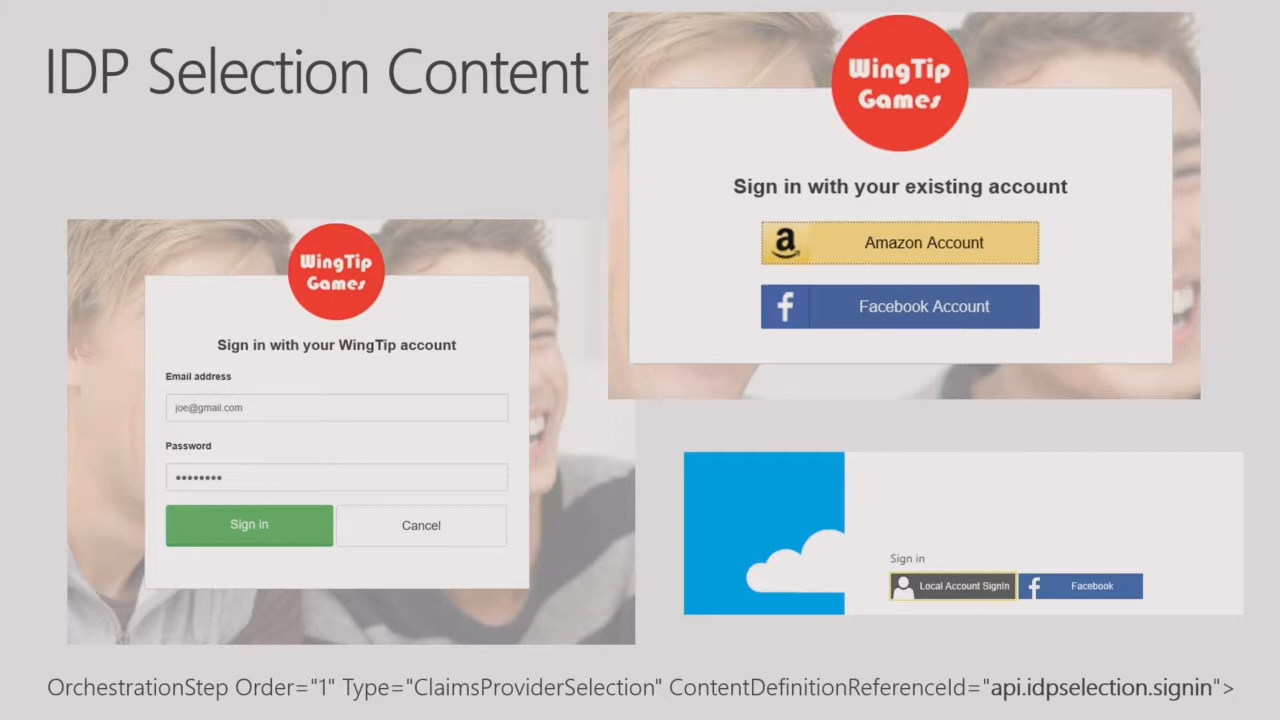 IDP Selection Content
WingTip
Games
Sign in with your existing account
a
Amazon Account
f
Facebook Account
WingTip
Games
Sign in with your WingTip account
Email address
joe@gmail.com
Password
••••••••
Sign in
Cancel
Sign in
Local Account SignIn
f
Facebook
OrchestrationStep Order="1" Type="ClaimsProviderSelection" ContentDefinitionReferenceId="api.idpselection.signin">